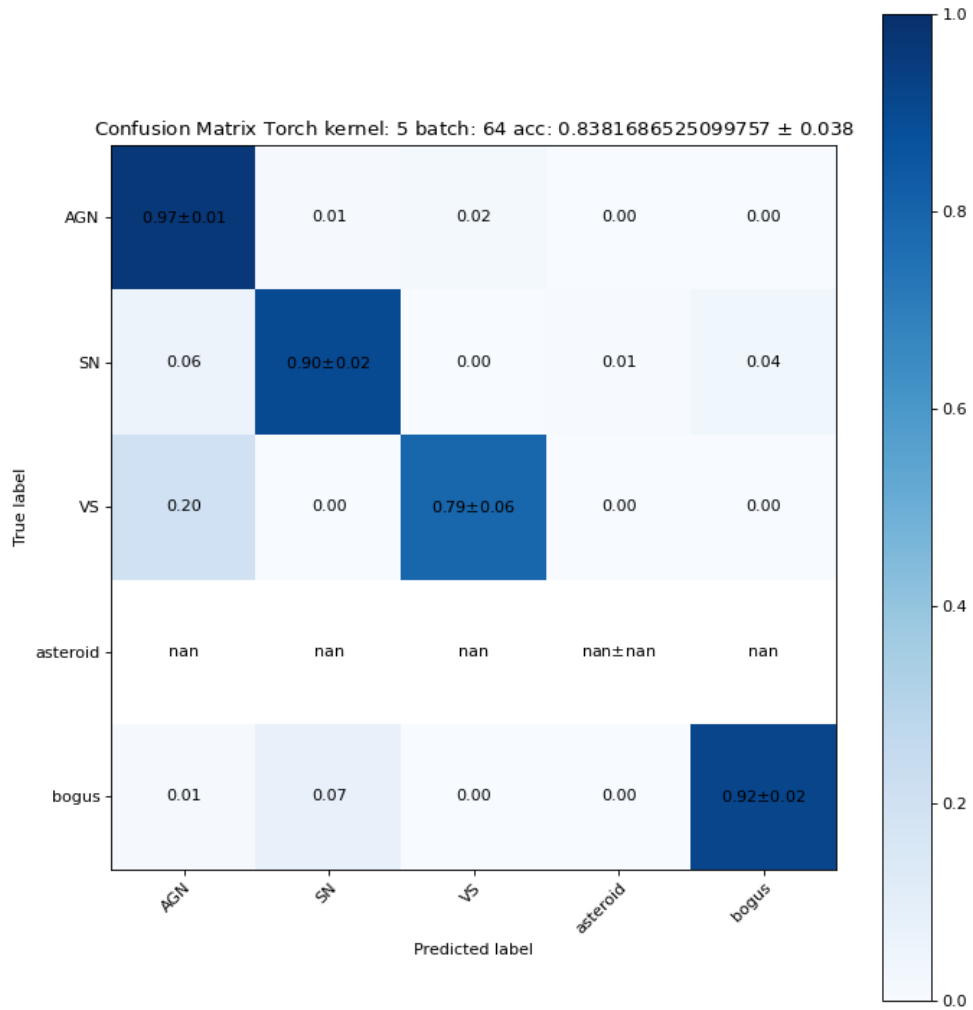 Confusion Matrix Torch kernel: 5 batch: 64 acc: 0.8381686525099757 ± 0.038
1.0
0.8
0.6
0.4
0.2
0.0
True label
AGN 0.97±0.01 0.01 0.02 0.00 0.00
SN 0.06 0.90±0.02 0.00 0.01 0.04
VS 0.20 0.00 0.79±0.06 0.00 0.00
asteroid nan nan nan nan±nan nan
bogus 0.01 0.07 0.00 0.00 0.92±0.02
AGN SN VS asteroid bogus
Predicted label